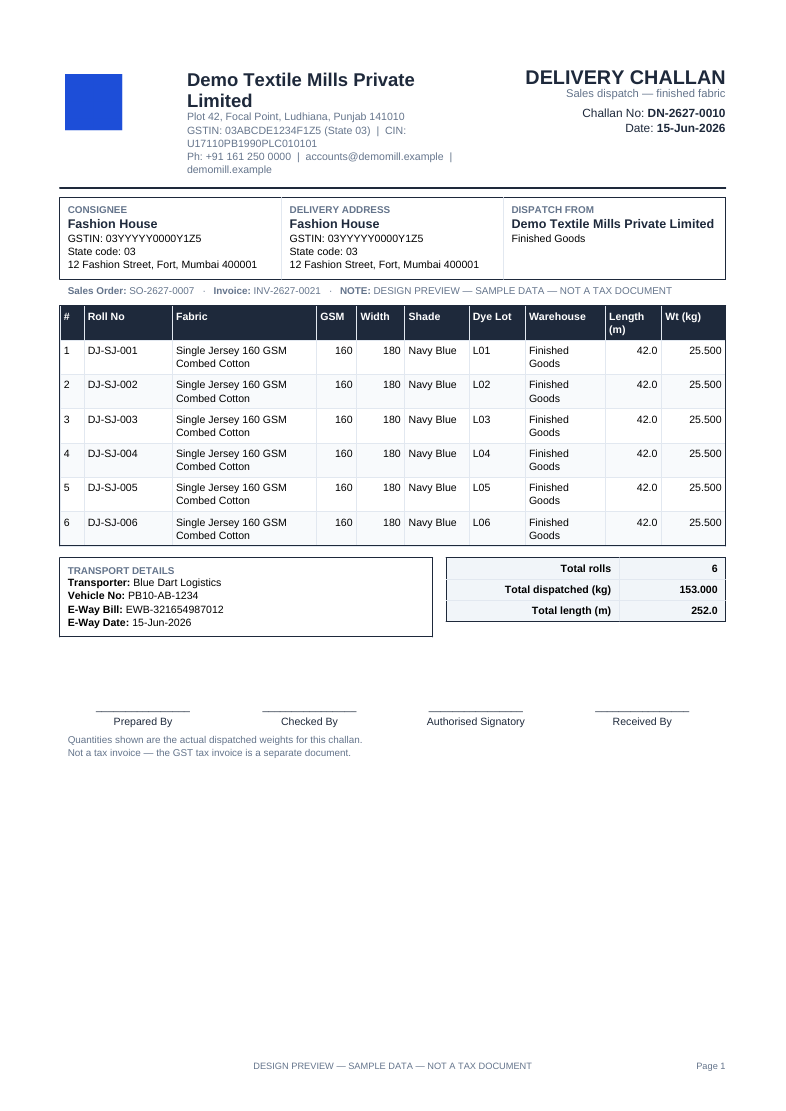 Demo Textile Mills Private
Limited
Plot 42, Focal Point, Ludhiana, Punjab 141010
GSTIN: 03ABCDE1234F1Z5 (State 03) | CIN:
U17110PB1990PLC010101
Ph: +91 161 250 0000 | accounts@demomill.example |
demomill.example
DELIVERY CHALLAN
Sales dispatch — finished fabric
Challan No: DN-2627-0010
Date: 15-Jun-2026
CONSIGNEE
Fashion House
GSTIN: 03YYYYY0000Y1Z5
State code: 03
12 Fashion Street, Fort, Mumbai 400001
DELIVERY ADDRESS
Fashion House
GSTIN: 03YYYYY0000Y1Z5
State code: 03
12 Fashion Street, Fort, Mumbai 400001
DISPATCH FROM
Demo Textile Mills Private Limited
Finished Goods
Sales Order: SO-2627-0007 · Invoice: INV-2627-0021 · NOTE: DESIGN PREVIEW — SAMPLE DATA — NOT A TAX DOCUMENT
# Roll No Fabric GSM Width Shade Dye Lot Warehouse Length (m) Wt (kg)
1 DJ-SJ-001 Single Jersey 160 GSM Combed Cotton 160 180 Navy Blue L01 Finished Goods 42.0 25.500
2 DJ-SJ-002 Single Jersey 160 GSM Combed Cotton 160 180 Navy Blue L02 Finished Goods 42.0 25.500
3 DJ-SJ-003 Single Jersey 160 GSM Combed Cotton 160 180 Navy Blue L03 Finished Goods 42.0 25.500
4 DJ-SJ-004 Single Jersey 160 GSM Combed Cotton 160 180 Navy Blue L04 Finished Goods 42.0 25.500
5 DJ-SJ-005 Single Jersey 160 GSM Combed Cotton 160 180 Navy Blue L05 Finished Goods 42.0 25.500
6 DJ-SJ-006 Single Jersey 160 GSM Combed Cotton 160 180 Navy Blue L06 Finished Goods 42.0 25.500
TRANSPORT DETAILS
Transporter: Blue Dart Logistics
Vehicle No: PB10-AB-1234
E-Way Bill: EWB-321654987012
E-Way Date: 15-Jun-2026
Total rolls 6
Total dispatched (kg) 153.000
Total length (m) 252.0
Prepared By Checked By Authorised Signatory Received By
Quantities shown are the actual dispatched weights for this challan.
Not a tax invoice — the GST tax invoice is a separate document.
DESIGN PREVIEW — SAMPLE DATA — NOT A TAX DOCUMENT
Page 1